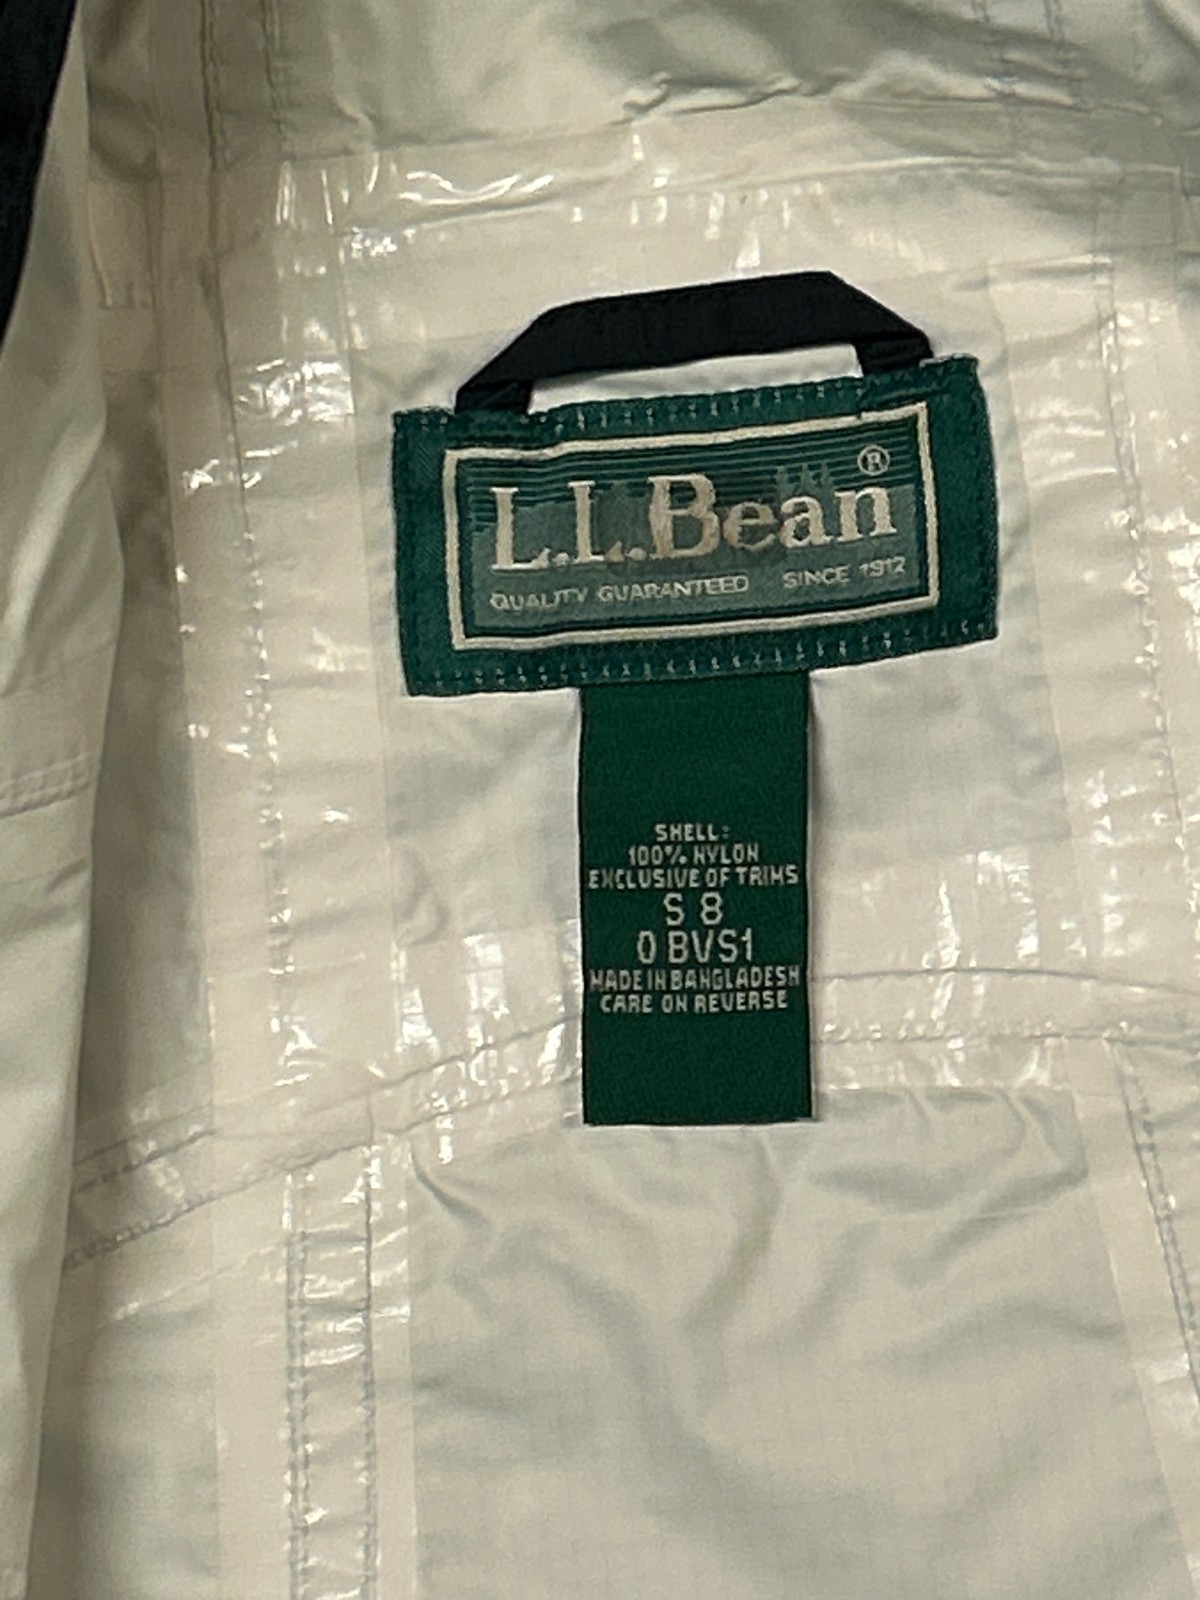 L.L.Bean®
QUALITY GUARANTEED SINCE 1912
SHELL:
100% NYLON
EXCLUSIVE OF TRIMS
S 8
0 BVS1
MADE IN BANGLADESH
CARE ON REVERSE